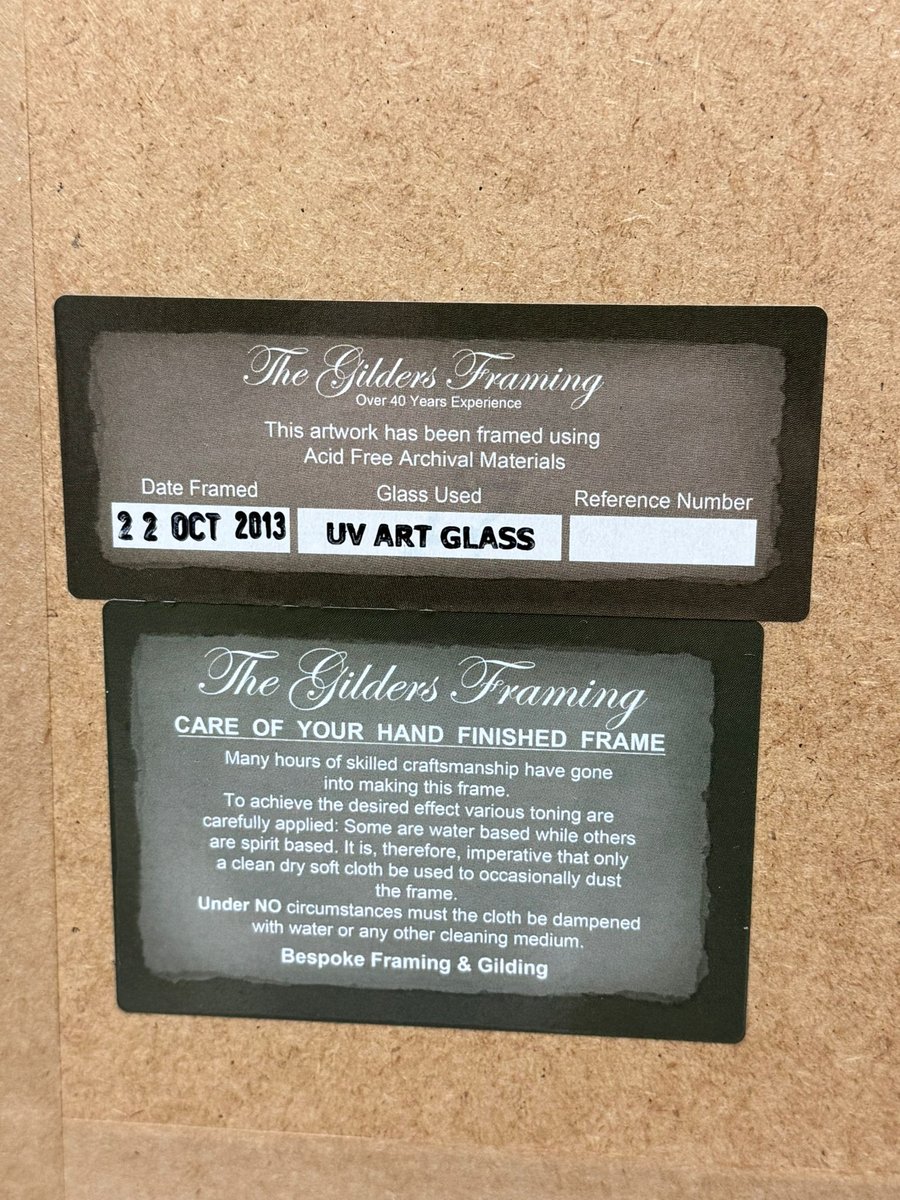 The Gilders Framing
Over 40 Years Experience
This artwork has been framed using
Acid Free Archival Materials
Date Framed Glass Used Reference Number
22 OCT 2013 UV ART GLASS
The Gilders Framing
CARE OF YOUR HAND FINISHED FRAME
Many hours of skilled craftsmanship have gone
into making this frame.
To achieve the desired effect various toning are
carefully applied: Some are water based while others
are spirit based. It is, therefore, imperative that only
a clean dry soft cloth be used to occasionally dust
the frame.
Under NO circumstances must the cloth be dampened
with water or any other cleaning medium.
Bespoke Framing & Gilding